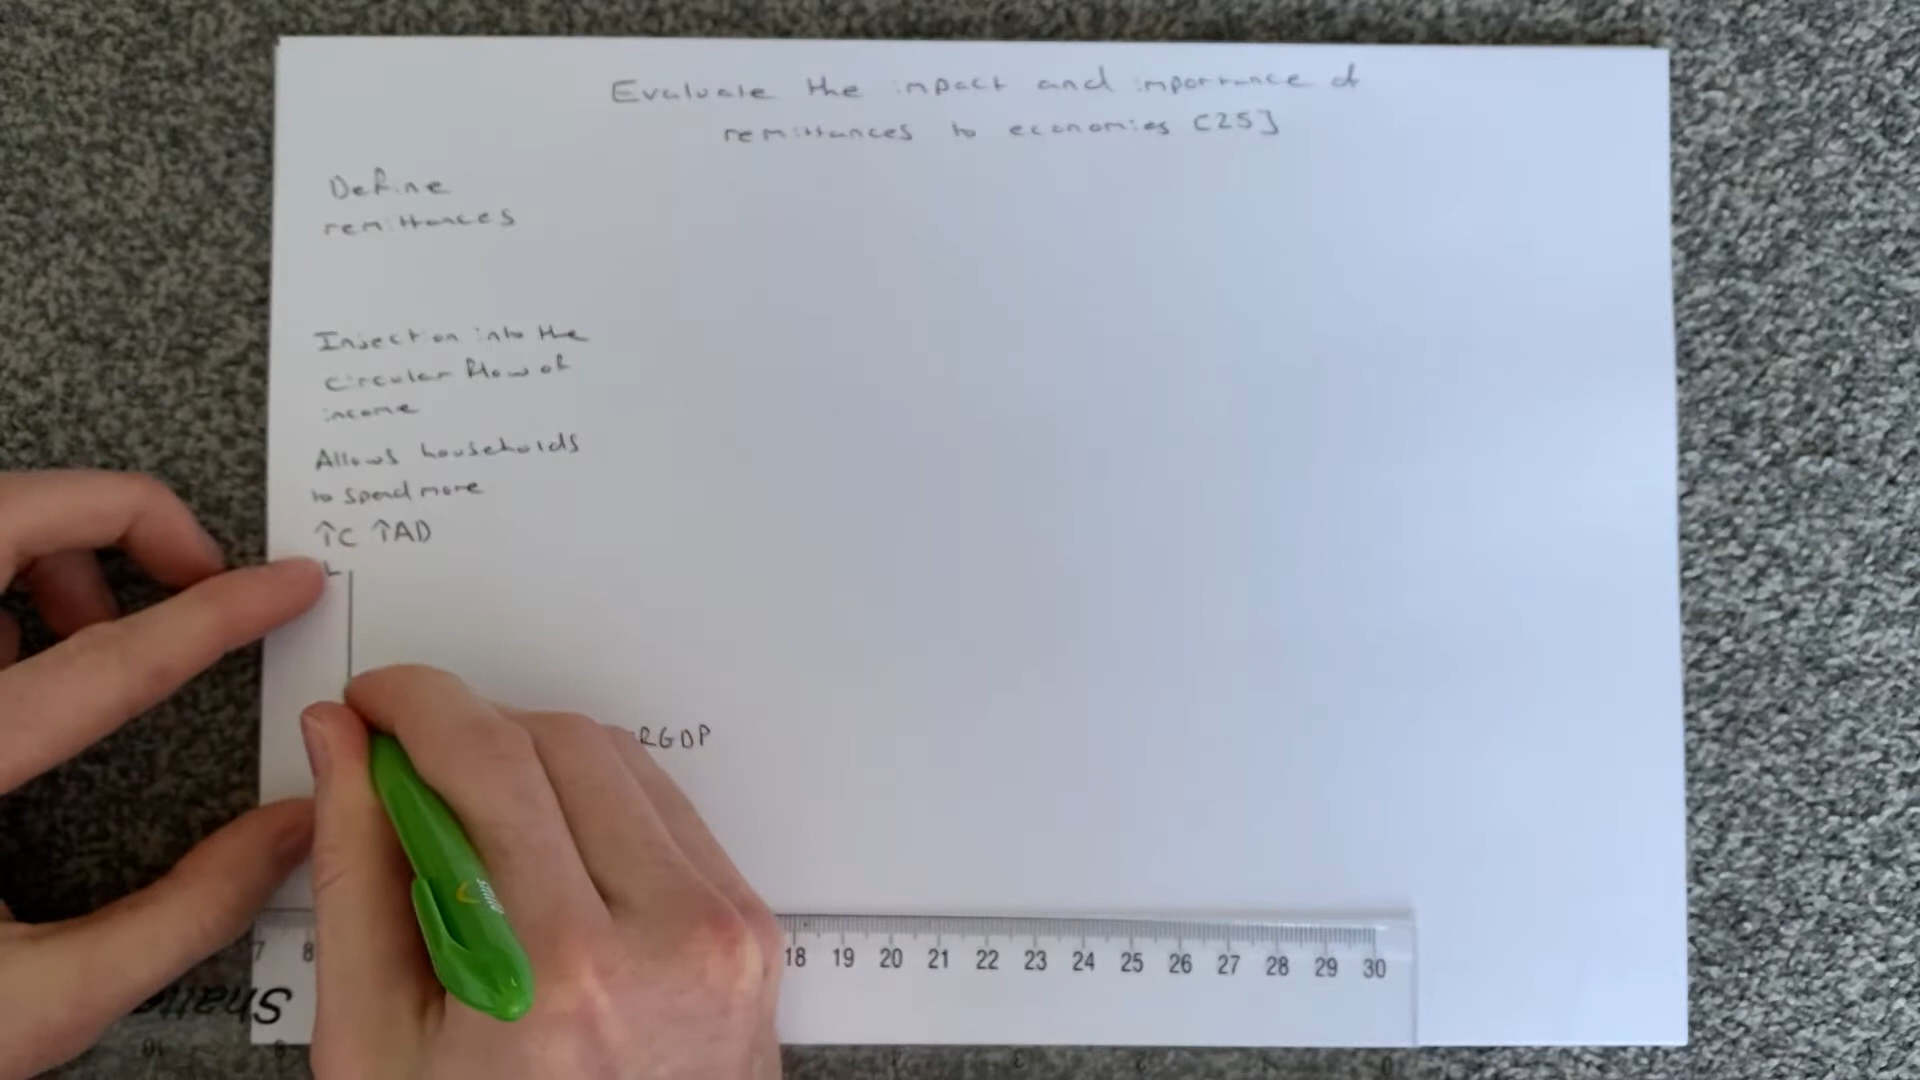 Evaluate the impact and importance of
remittances to economies [25]
Define
remittances
Injection into the
circular flow of
income
Allows households
to spend more
↑C ↑AD
L
RGDP
7 8 18 19 20 21 22 23 24 25 26 27 28 29 30